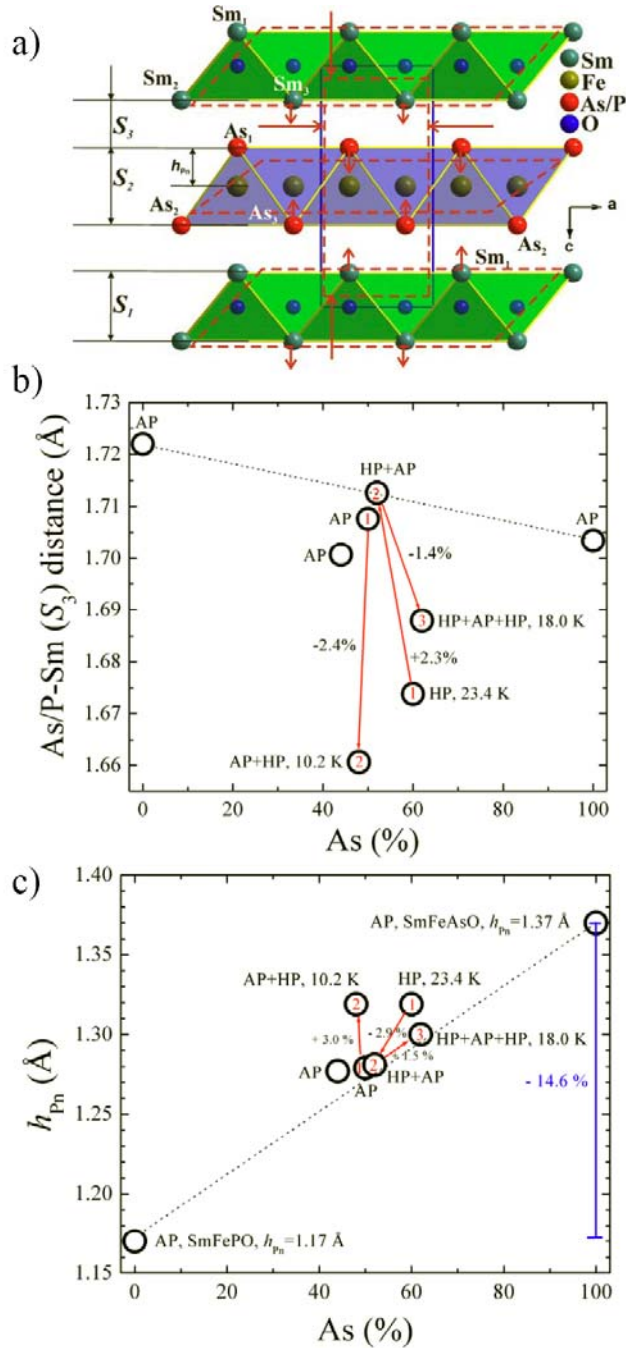 a)
Sm₁
Sm
Fe
As/P
O
Sm₂
Sm₃
S₃
As₁
S₂
hPn
a
c
As₂
As₃
As₂
Sm₁
S₁
b)
1.73
AP
1.72
HP+AP
2
1.71
AP
1
AP
AP
1.70
-1.4%
1.69
3
HP+AP+HP, 18.0 K
-2.4%
+2.3%
1.68
1
HP, 23.4 K
1.67
AP+HP, 10.2 K
2
1.66
As/P-Sm (S₃) distance (Å)
0
20
40
60
80
100
As (%)
c)
1.40
AP, SmFeAsO, hPn=1.37 Å
1.35
AP+HP, 10.2 K
HP, 23.4 K
2
1
1.30
+ 3.0 %
- 2.9 %
3
HP+AP+HP, 18.0 K
AP
1
2
HP+AP
AP
1.25
- 14.6 %
1.20
AP, SmFePO, hPn=1.17 Å
1.15
hPn (Å)
0
20
40
60
80
100
As (%)